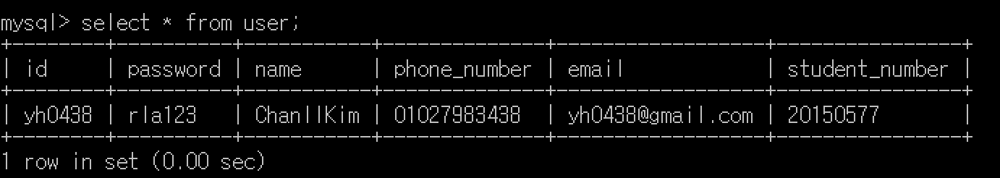 mysql> select * from user;
+--------+----------+-----------+--------------+------------------+----------------+
| id | password | name | phone_number | email | student_number |
+--------+----------+-----------+--------------+------------------+----------------+
| yh0438 | rla123 | ChanIlKim | 01027983438 | yh0438@gmail.com | 20150577 |
+--------+----------+-----------+--------------+------------------+----------------+
1 row in set (0.00 sec)